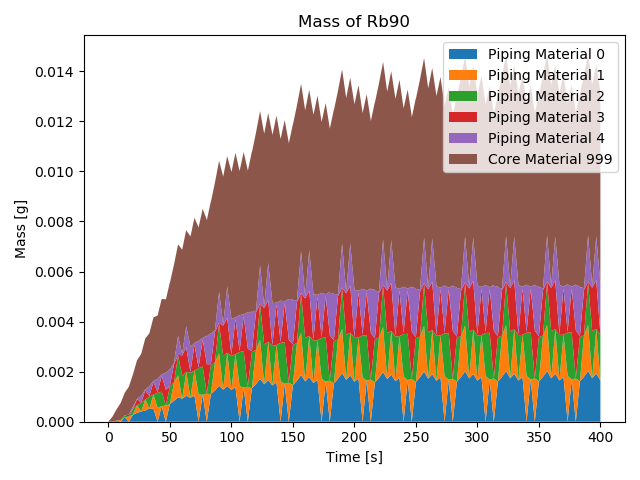 Mass of Rb90
Piping Material 0
Piping Material 1
Piping Material 2
Piping Material 3
Piping Material 4
Core Material 999
Mass [g]
0.014
0.012
0.010
0.008
0.006
0.004
0.002
0.000
0 50 100 150 200 250 300 350 400
Time [s]